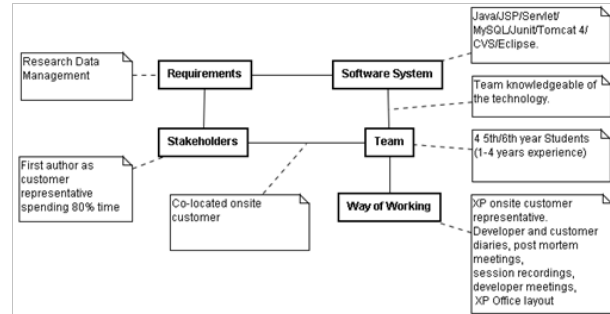 Java/JSP/Servlet/
MySQL/Junit/Tomcat 4/
CVS/Eclipse.
Research Data
Management
Requirements
Software System
Team knowledgeable
of the technology.
Stakeholders
Team
4 5th/6th year Students
(1-4 years experience)
First author as
customer
representative
spending 80% time
Co-located onsite
customer
Way of Working
XP onsite customer
representative.
Developer and customer
diaries, post mortem
meetings,
session recordings,
developer meetings,
XP Office layout